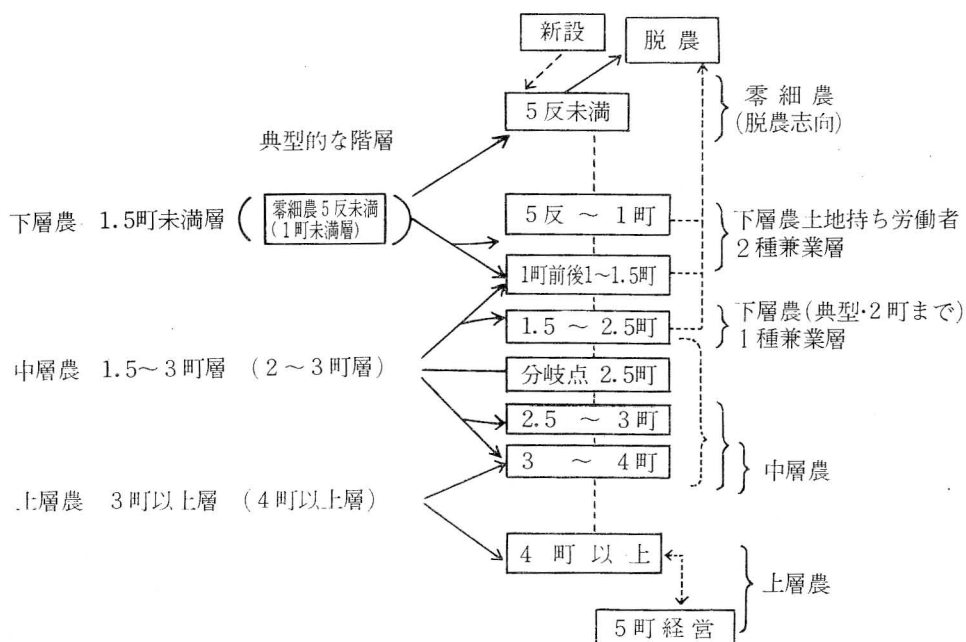 新設
脱農
5反未満
零細農
(脱農志向)
典型的な階層
下層農 1.5町未満層
零細農5反未満
(1町未満層)
5反〜1町
下層農土地持ち労働者
2種兼業層
1町前後1〜1.5町
1.5〜2.5町
下層農(典型・2町まで)
1種兼業層
中層農 1.5〜3町層 (2〜3町層)
分岐点 2.5町
2.5〜3町
3〜4町
中層農
上層農 3町以上層 (4町以上層)
4町以上
上層農
5町経営